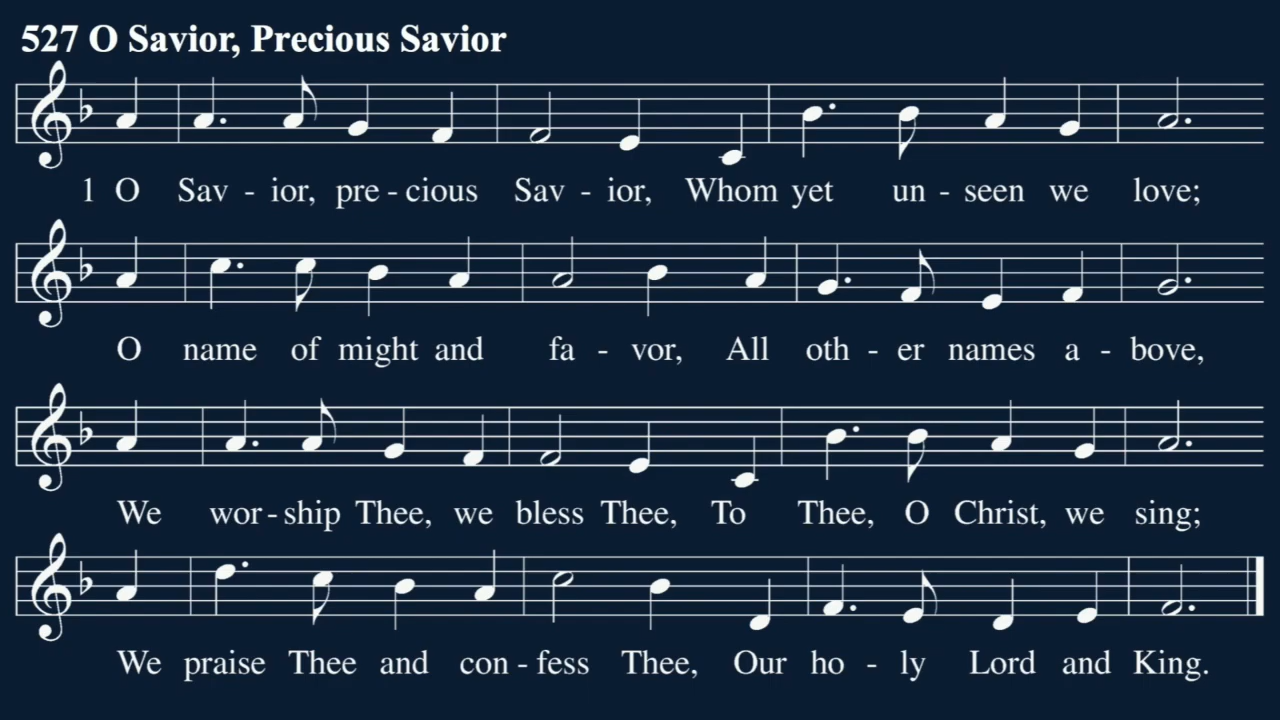 527 O Savior, Precious Savior
1 O Sav - ior, pre - cious Sav - ior, Whom yet un - seen we love;
O name of might and fa - vor, All oth - er names a - bove,
We wor - ship Thee, we bless Thee, To Thee, O Christ, we sing;
We praise Thee and con - fess Thee, Our ho - ly Lord and King.